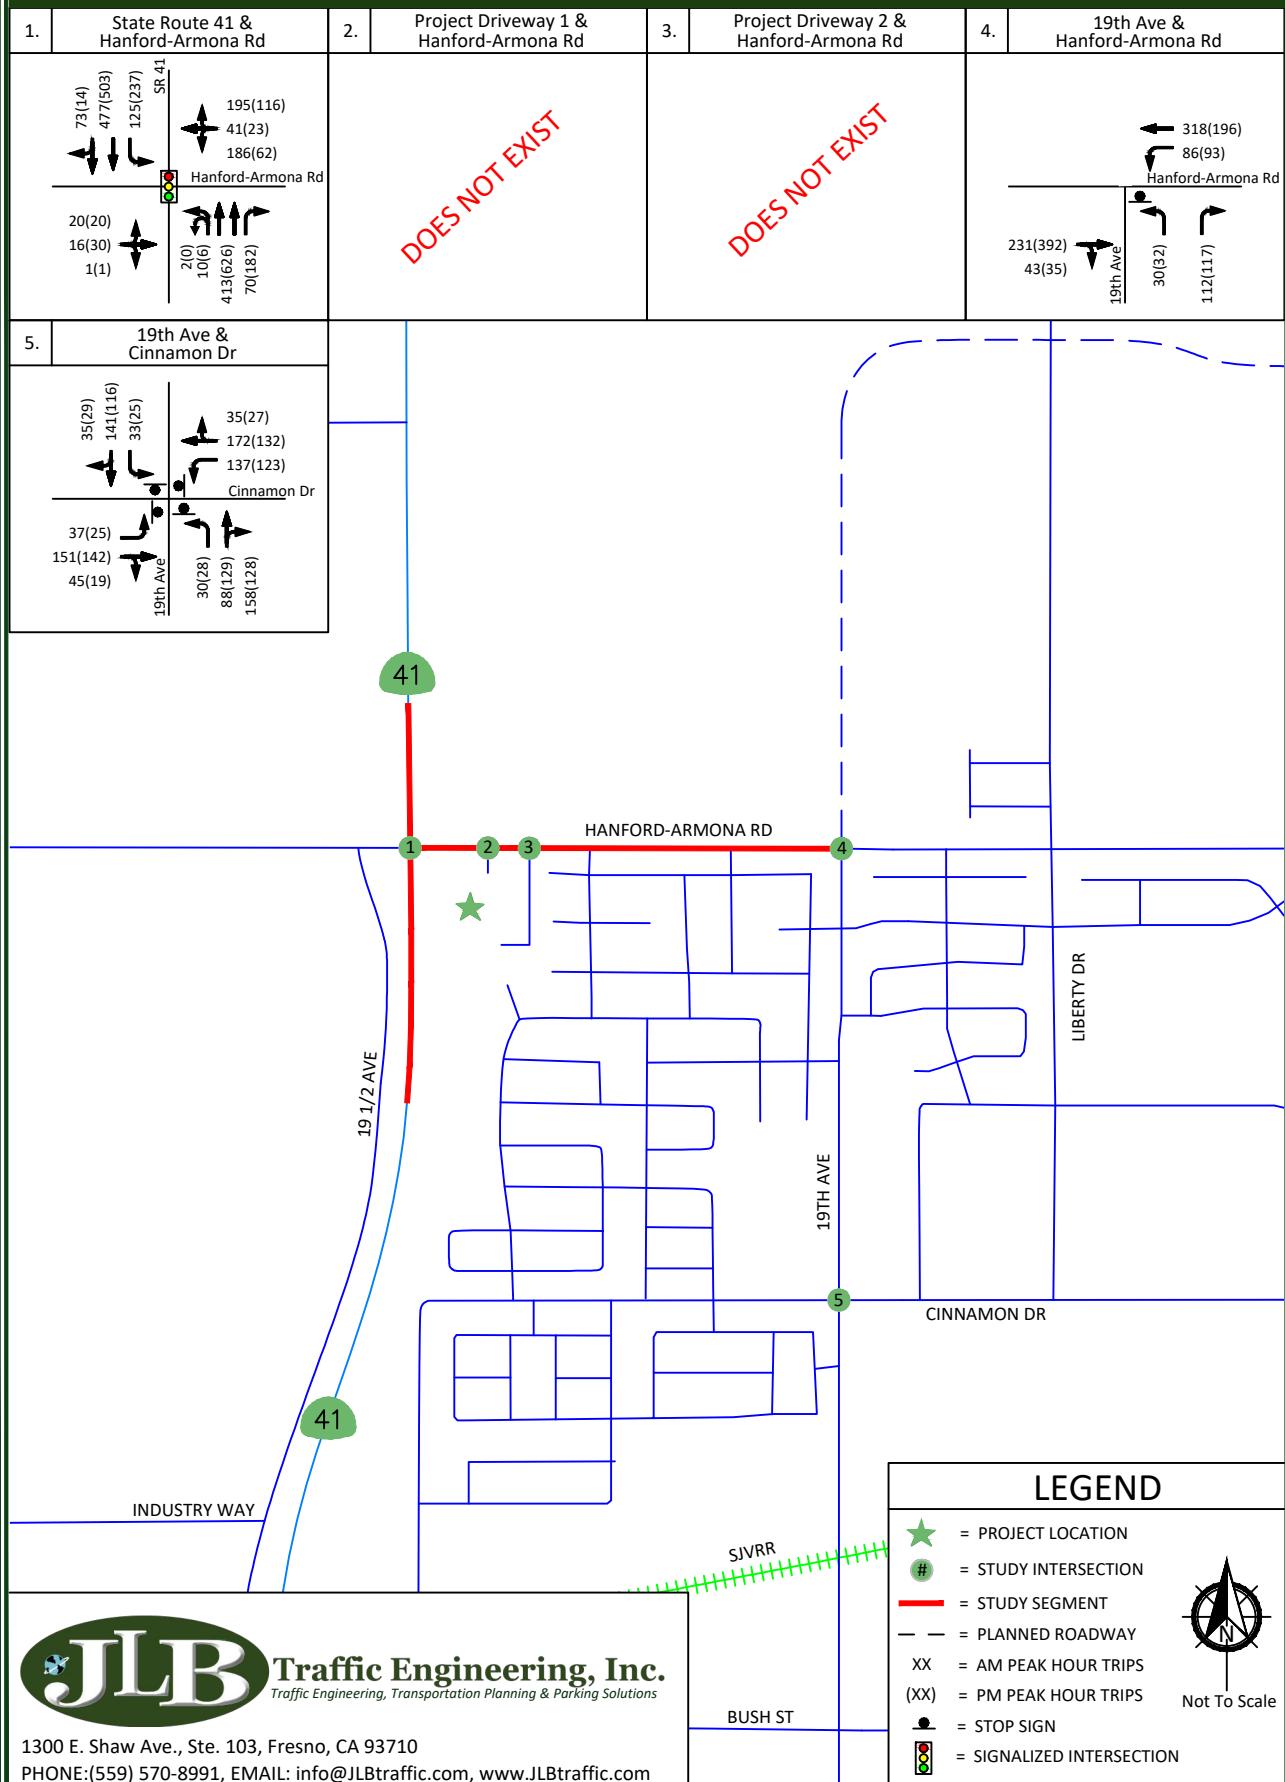 1.
State Route 41 &
Hanford-Armona Rd
2.
Project Driveway 1 &
Hanford-Armona Rd
3.
Project Driveway 2 &
Hanford-Armona Rd
4.
19th Ave &
Hanford-Armona Rd
73(14)
477(503)
125(237)
SR 41
195(116)
41(23)
186(62)
Hanford-Armona Rd
20(20)
16(30)
1(1)
2(0)
10(6)
413(626)
70(182)
DOES NOT EXIST
DOES NOT EXIST
318(196)
86(93)
Hanford-Armona Rd
231(392)
43(35)
19th Ave
30(32)
112(117)
5.
19th Ave &
Cinnamon Dr
35(29)
141(116)
33(25)
35(27)
172(132)
137(123)
Cinnamon Dr
37(25)
151(142)
45(19)
19th Ave
30(28)
88(129)
158(128)
41
HANFORD-ARMONA RD
1
2
3
4
LIBERTY DR
19 1/2 AVE
19TH AVE
5
CINNAMON DR
41
INDUSTRY WAY
SJVRR
BUSH ST
LEGEND
= PROJECT LOCATION
# = STUDY INTERSECTION
= STUDY SEGMENT
= PLANNED ROADWAY
XX = AM PEAK HOUR TRIPS
(XX) = PM PEAK HOUR TRIPS
= STOP SIGN
= SIGNALIZED INTERSECTION
N
Not To Scale
JLB Traffic Engineering, Inc.
Traffic Engineering, Transportation Planning & Parking Solutions
1300 E. Shaw Ave., Ste. 103, Fresno, CA 93710
PHONE:(559) 570-8991, EMAIL: info@JLBtraffic.com, www.JLBtraffic.com